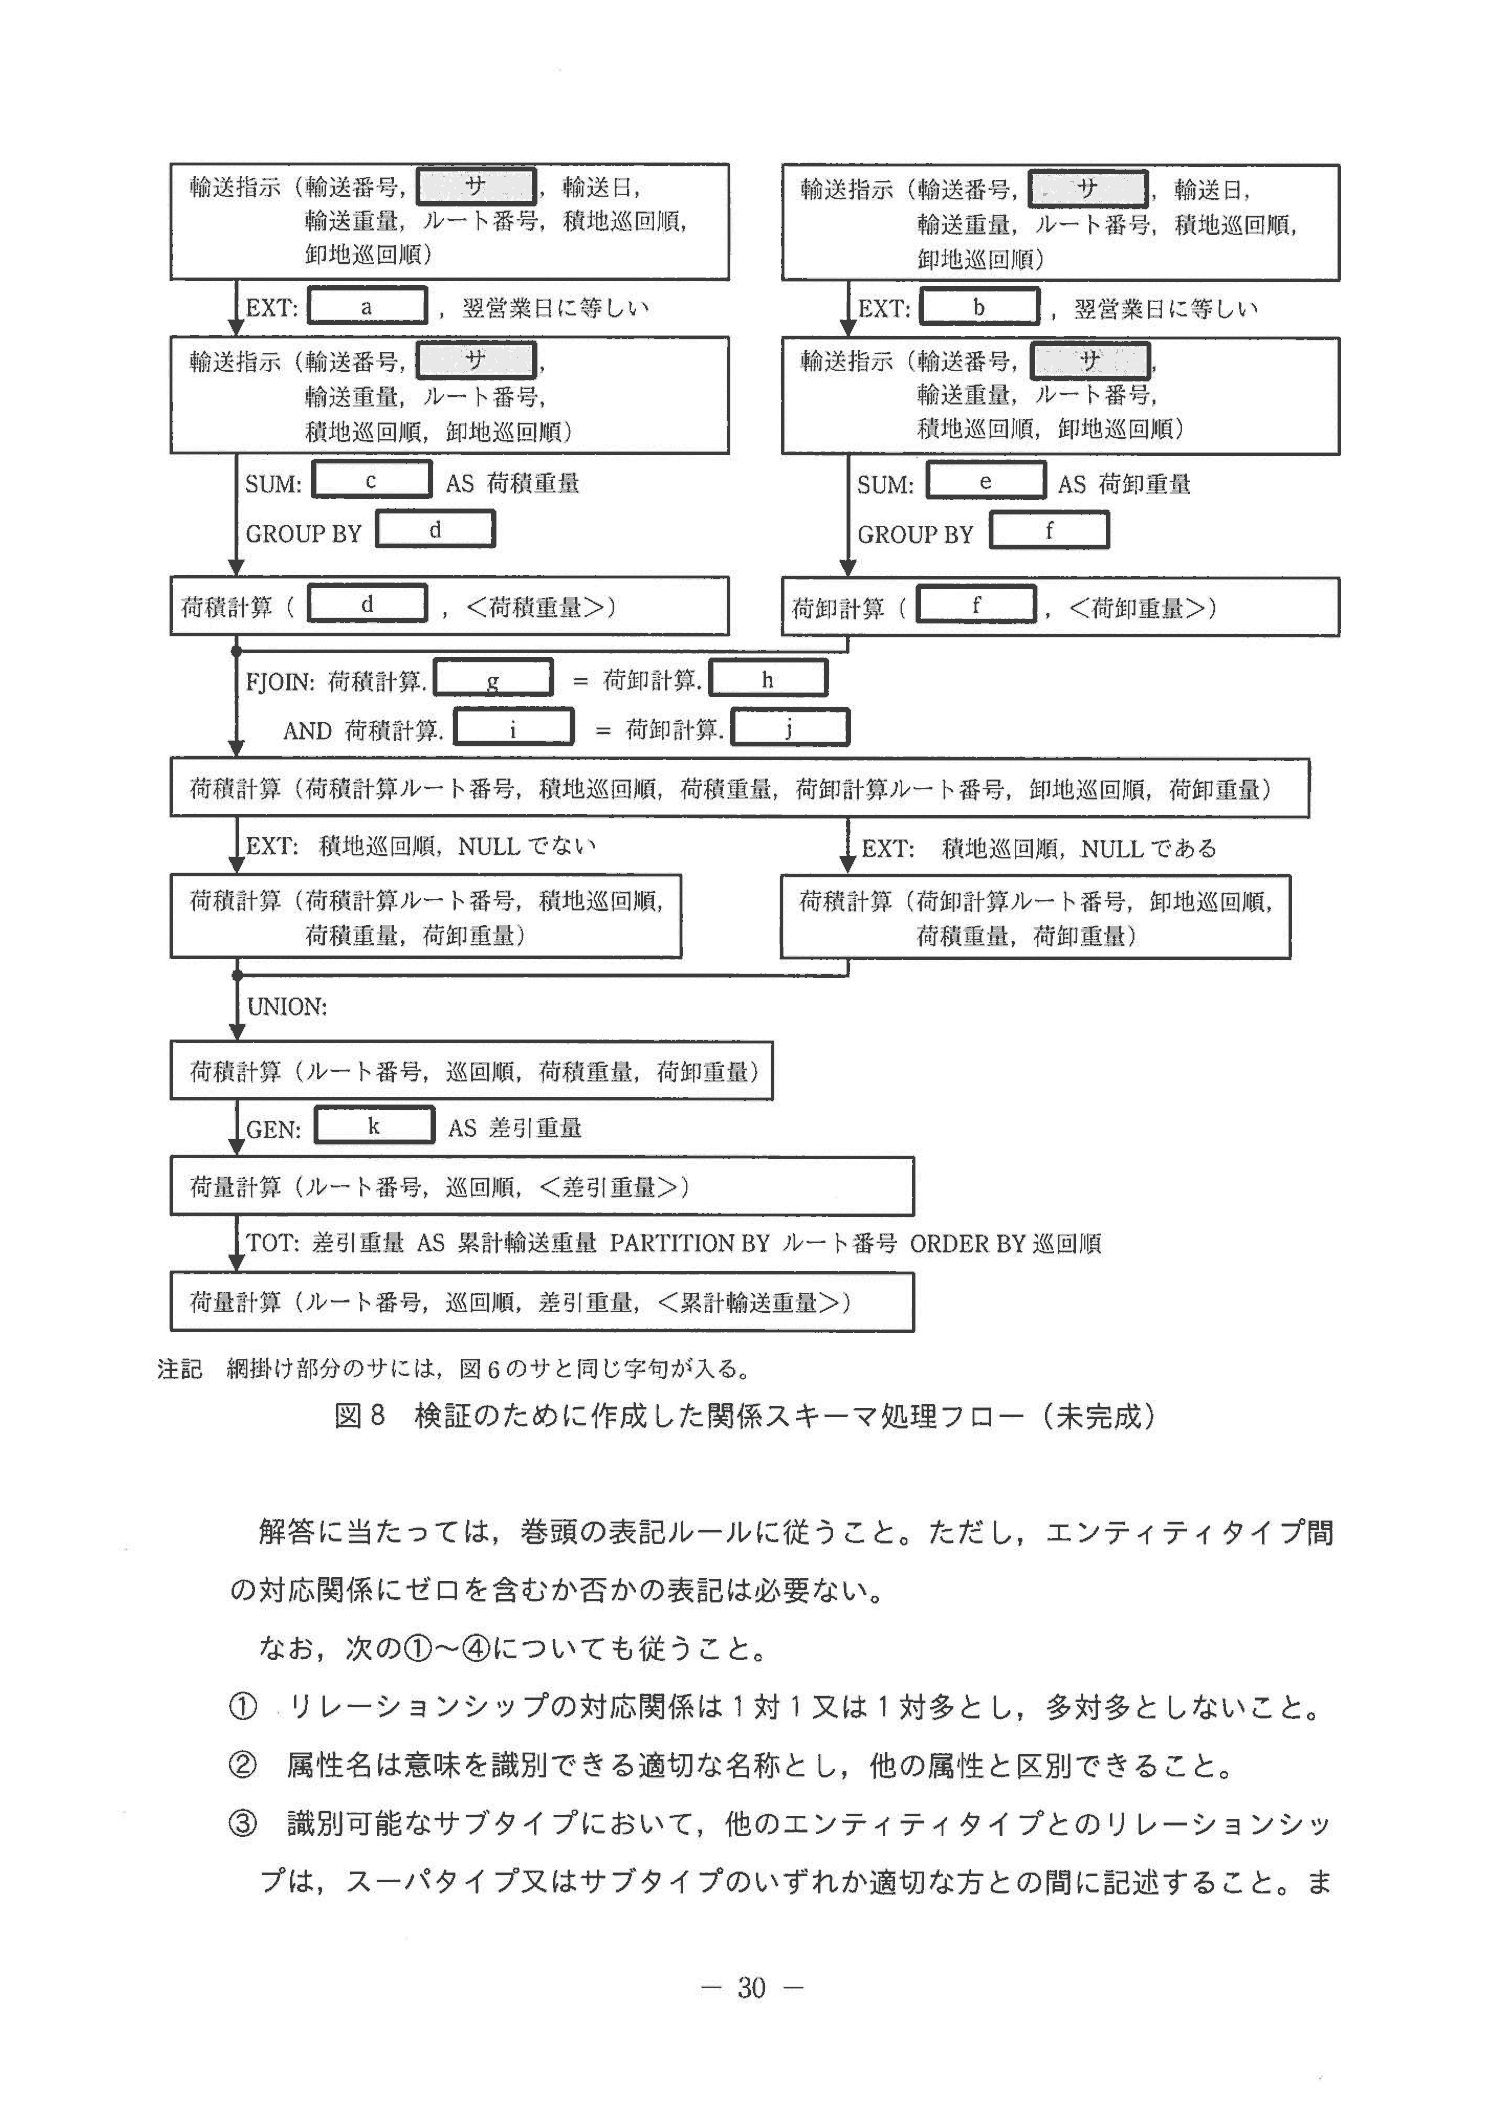 輸送指示（輸送番号, サ , 輸送日,
輸送重量, ルート番号, 積地巡回順,
卸地巡回順）
輸送指示（輸送番号, サ , 輸送日,
輸送重量, ルート番号, 積地巡回順,
卸地巡回順）
EXT: a , 翌営業日に等しい
EXT: b , 翌営業日に等しい
輸送指示（輸送番号, サ ,
輸送重量, ルート番号,
積地巡回順, 卸地巡回順）
輸送指示（輸送番号, サ ,
輸送重量, ルート番号,
積地巡回順, 卸地巡回順）
SUM: c AS 荷積重量
GROUP BY d
SUM: e AS 荷卸重量
GROUP BY f
荷積計算（ d , ＜荷積重量＞）
荷卸計算（ f , ＜荷卸重量＞）
FJOIN: 荷積計算. g = 荷卸計算. h
AND 荷積計算. i = 荷卸計算. j
荷積計算（荷積計算ルート番号, 積地巡回順, 荷積重量, 荷卸計算ルート番号, 卸地巡回順, 荷卸重量）
EXT: 積地巡回順, NULLでない
EXT: 積地巡回順, NULLである
荷積計算（荷積計算ルート番号, 積地巡回順,
荷積重量, 荷卸重量）
荷積計算（荷卸計算ルート番号, 卸地巡回順,
荷積重量, 荷卸重量）
UNION:
荷積計算（ルート番号, 巡回順, 荷積重量, 荷卸重量）
GEN: k AS 差引重量
荷量計算（ルート番号, 巡回順, ＜差引重量＞）
TOT: 差引重量 AS 累計輸送重量 PARTITION BY ルート番号 ORDER BY 巡回順
荷量計算（ルート番号, 巡回順, 差引重量, ＜累計輸送重量＞）
注記　網掛け部分のサには, 図6のサと同じ字句が入る。
図8　検証のために作成した関係スキーマ処理フロー（未完成）
解答に当たっては, 巻頭の表記ルールに従うこと。ただし, エンティティタイプ間
の対応関係にゼロを含むか否かの表記は必要ない。
なお, 次の①～④についても従うこと。
①　リレーションシップの対応関係は1対1又は1対多とし, 多対多としないこと。
②　属性名は意味を識別できる適切な名称とし, 他の属性と区別できること。
③　識別可能なサブタイプにおいて, 他のエンティティタイプとのリレーションシッ
プは, スーパタイプ又はサブタイプのいずれか適切な方との間に記述すること。ま
－ 30 －